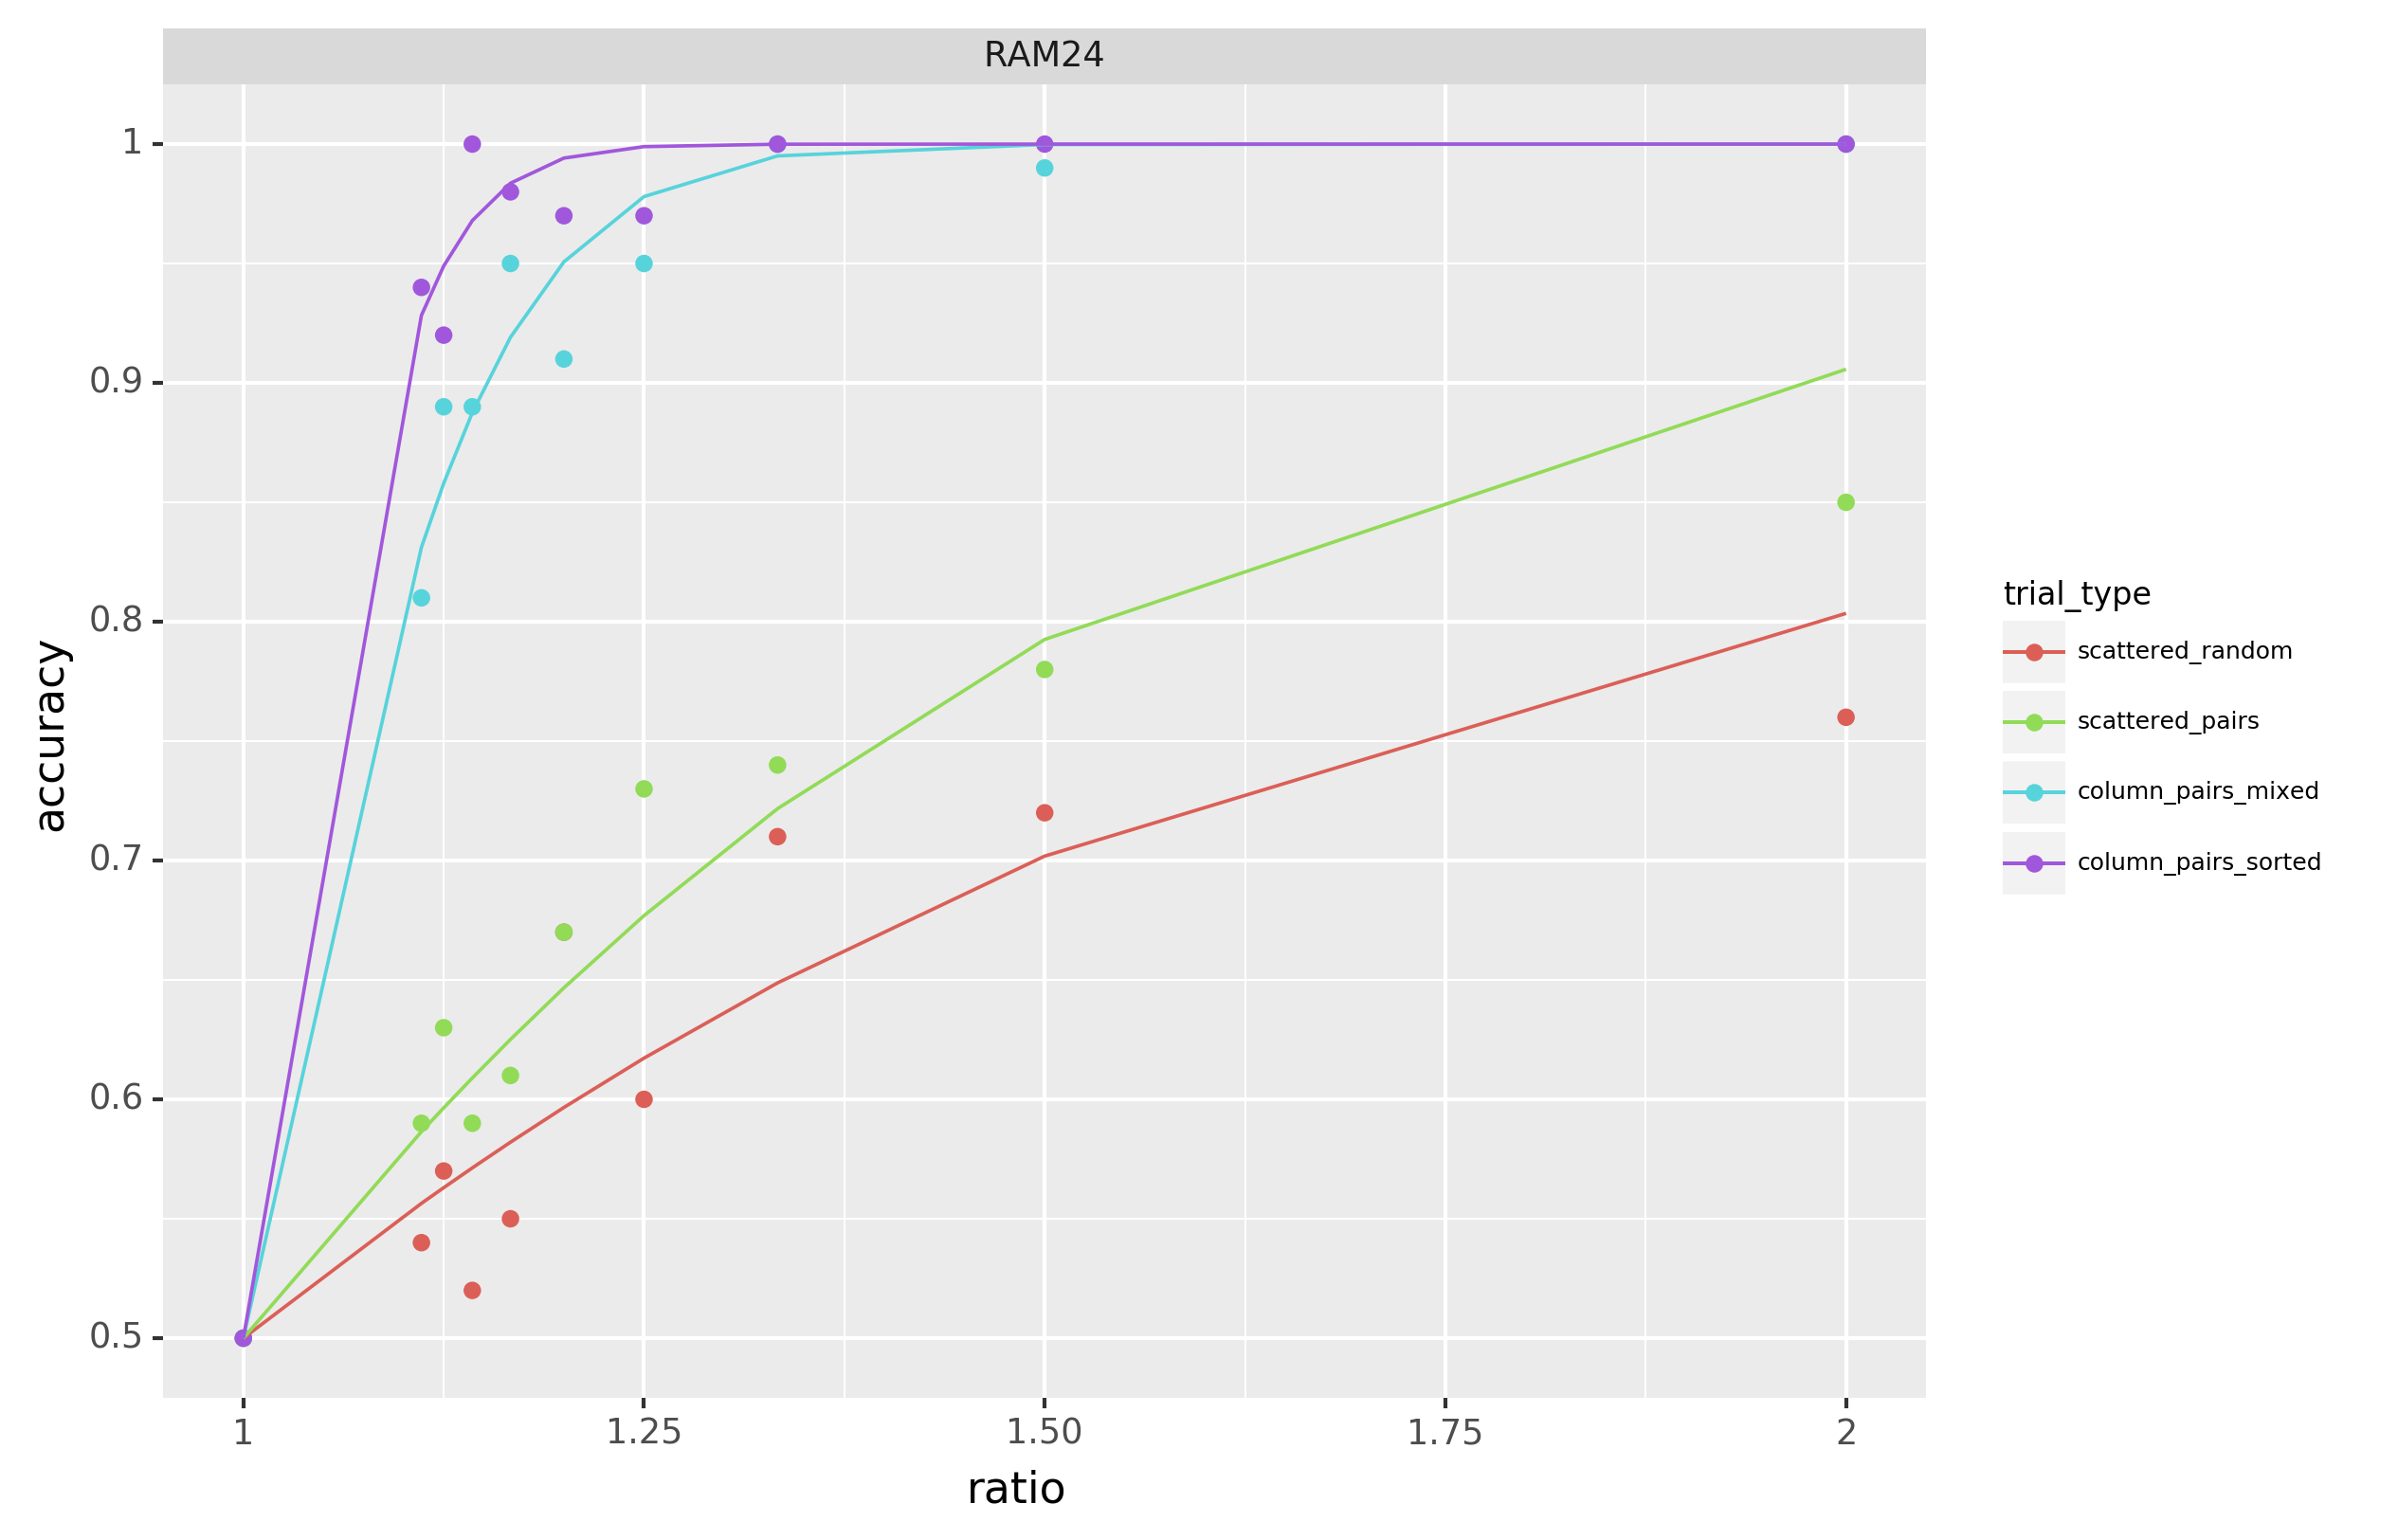 RAM24
accuracy
1
0.9
0.8
0.7
0.6
0.5
1 1.25 1.50 1.75 2
ratio
trial_type
scattered_random
scattered_pairs
column_pairs_mixed
column_pairs_sorted